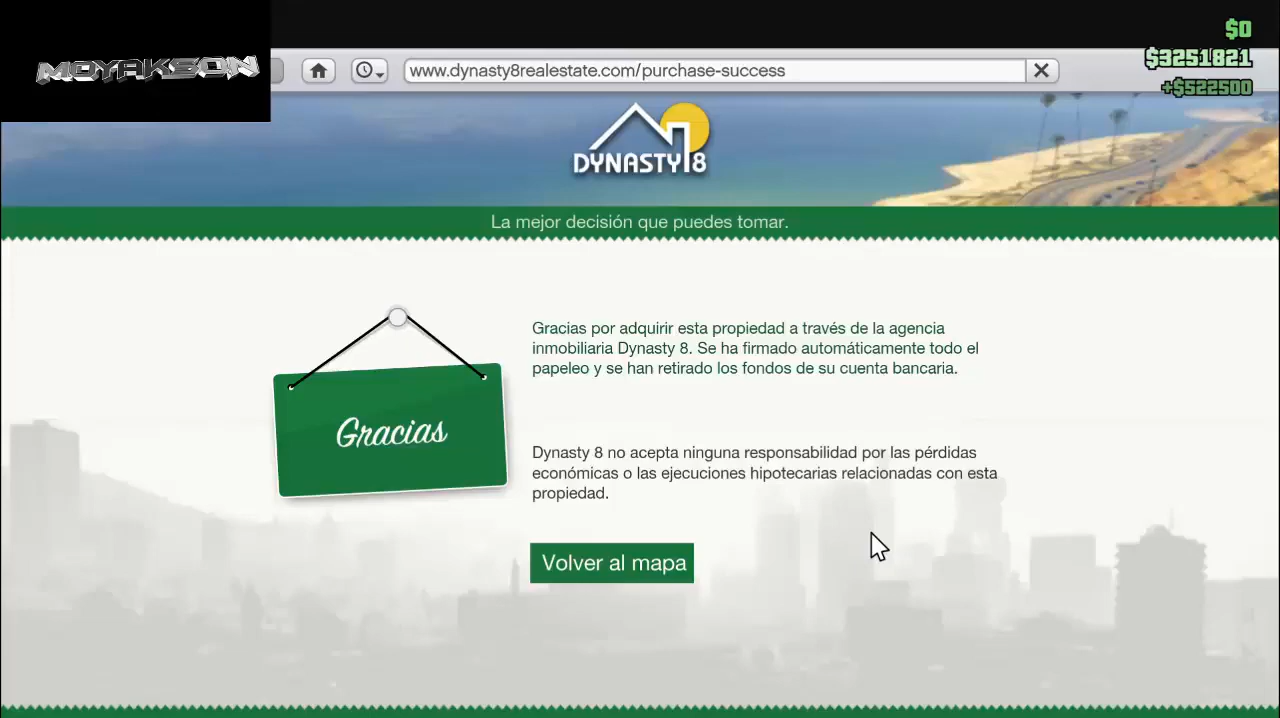 MOYAKSON
$0
www.dynasty8realestate.com/purchase-success
$3251821
+$522500
DYNASTY 8
La mejor decisión que puedes tomar.
Gracias
Gracias por adquirir esta propiedad a través de la agencia
inmobiliaria Dynasty 8. Se ha firmado automáticamente todo el
papeleo y se han retirado los fondos de su cuenta bancaria.
Dynasty 8 no acepta ninguna responsabilidad por las pérdidas
económicas o las ejecuciones hipotecarias relacionadas con esta
propiedad.
Volver al mapa